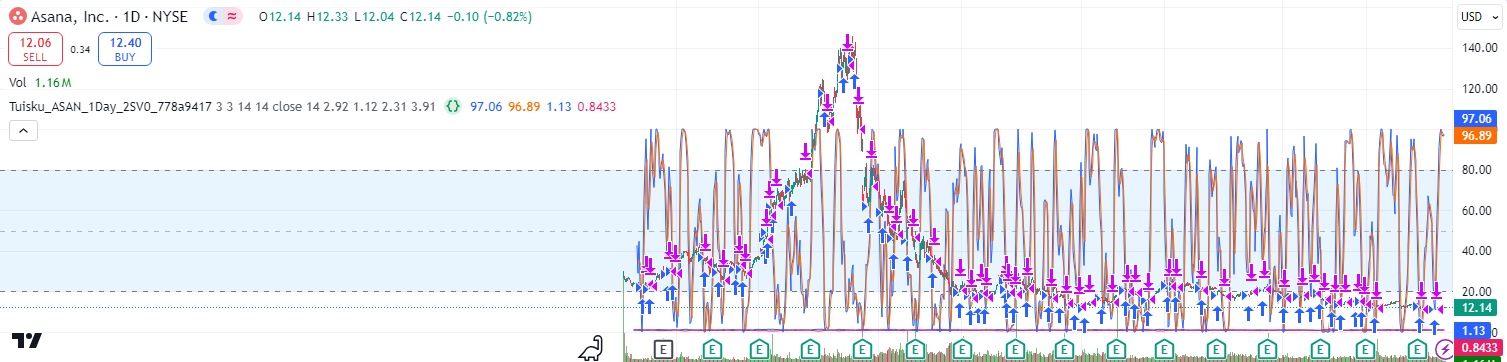 Asana, Inc. · 1D · NYSE ≈ O12.14 H12.33 L12.04 C12.14 −0.10 (−0.82%)
USD
12.06 0.34 12.40
SELL BUY
Vol 1.16M
Tuisku_ASAN_1Day_2SV0_778a9417 3 3 14 14 close 14 2.92 1.12 2.31 3.91 {} 97.06 96.89 1.13 0.8433
140.00
120.00
97.06
96.89
80.00
60.00
40.00
20.00
12.14
1.13
0.8433
E E E E E E E E E E E E E E E E